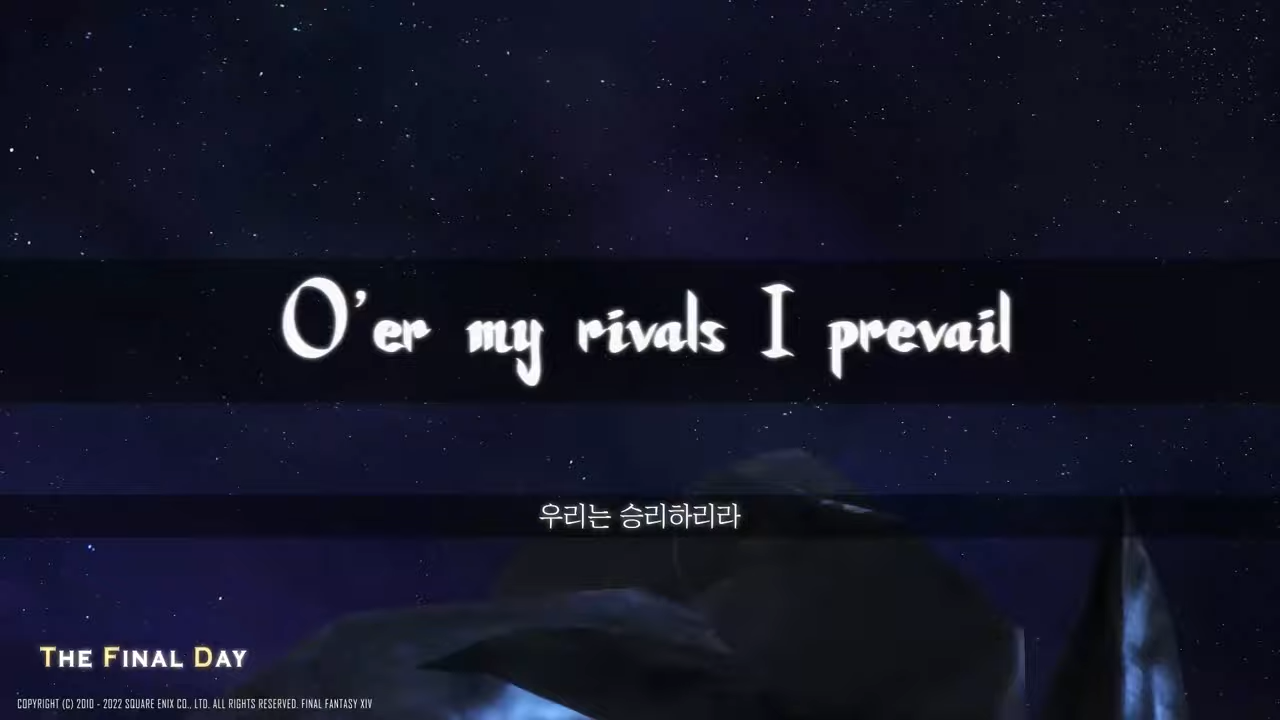 O'er my rivals I prevail
우리는 승리하리라
THE FINAL DAY
COPYRIGHT (C) 2010 - 2022 SQUARE ENIX CO., LTD. ALL RIGHTS RESERVED. FINAL FANTASY XIV